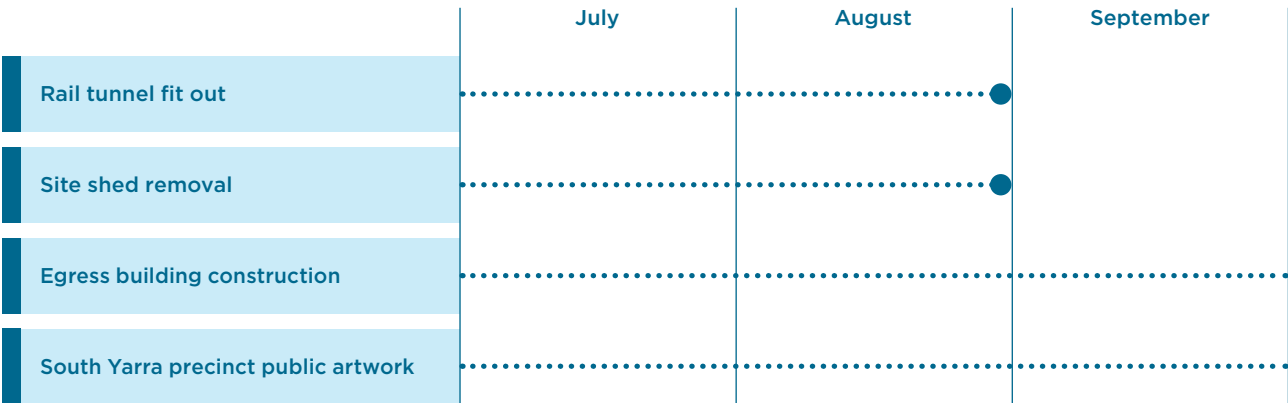 July August September
Rail tunnel fit out
Site shed removal
Egress building construction
South Yarra precinct public artwork